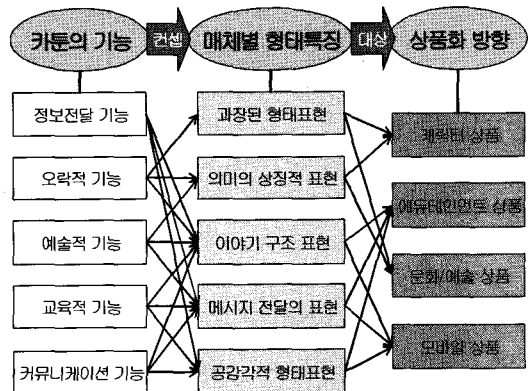 카툰의 기능
컨셉
매체별 형태특징
대상
상품화 방향
정보전달 기능
과장된 형태표현
캐릭터 상품
오락적 기능
의미의 상징적 표현
에듀테인먼트 상품
예술적 기능
이야기 구조 표현
문화/예술 상품
교육적 기능
메시지 전달의 표현
모바일 상품
커뮤니케이션 기능
공감각적 형태표현